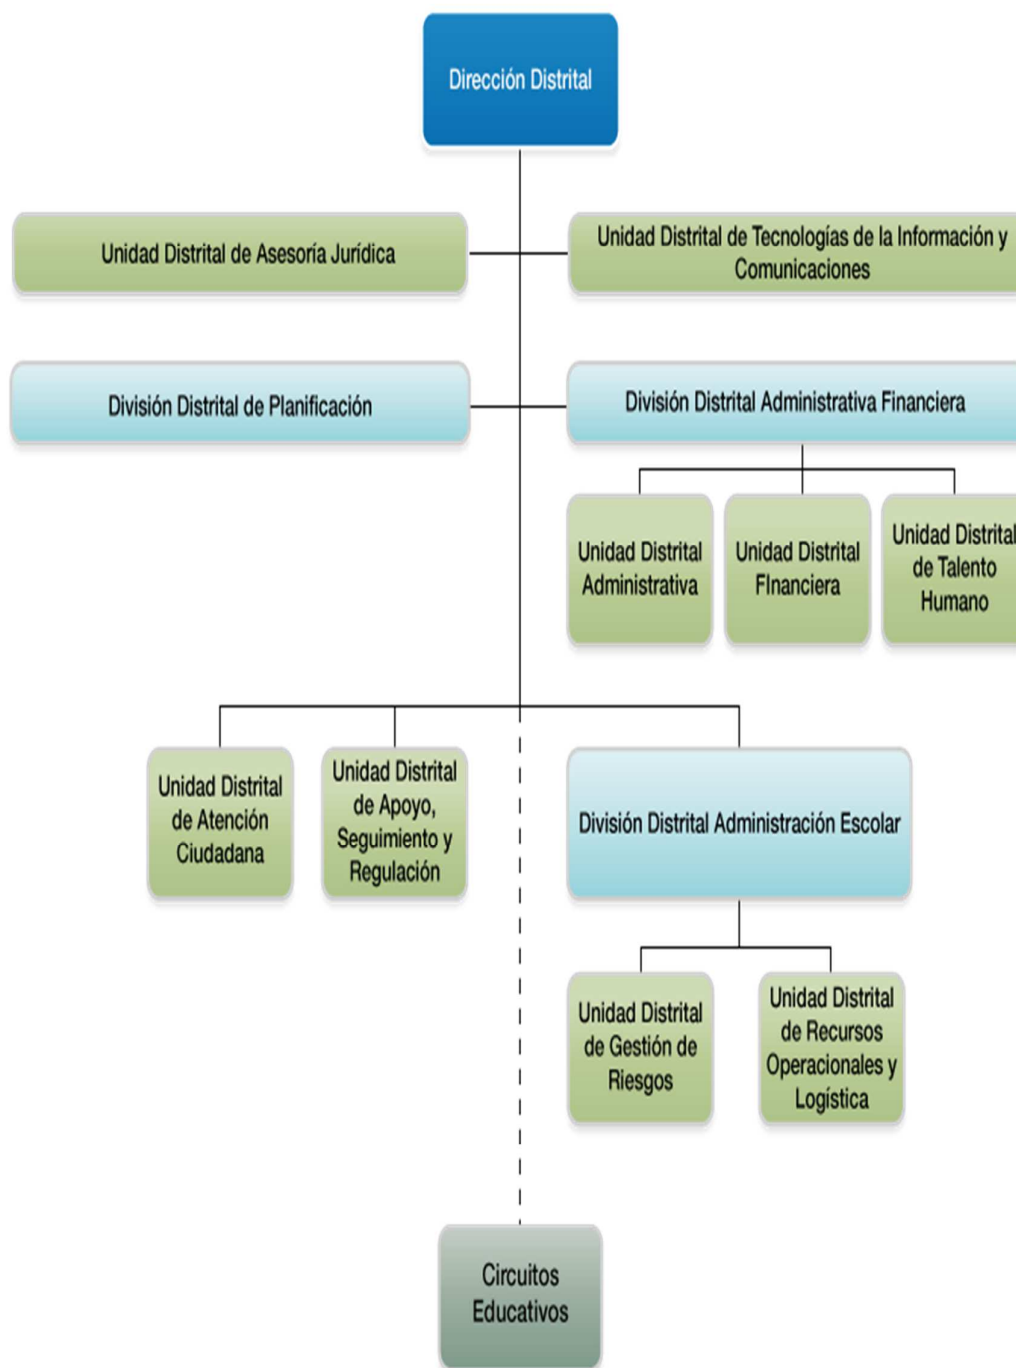 Dirección Distrital
Unidad Distrital de Asesoría Jurídica
Unidad Distrital de Tecnologías de la Información y
Comunicaciones
División Distrital de Planificación
División Distrital Administrativa Financiera
Unidad Distrital
Administrativa
Unidad Distrital
FInanciera
Unidad Distrital
de Talento
Humano
Unidad Distrital
de Atención
Ciudadana
Unidad Distrital
de Apoyo,
Seguimiento y
Regulación
División Distrital Administración Escolar
Unidad Distrital
de Gestión de
Riesgos
Unidad Distrital
de Recursos
Operacionales y
Logística
Circuitos
Educativos